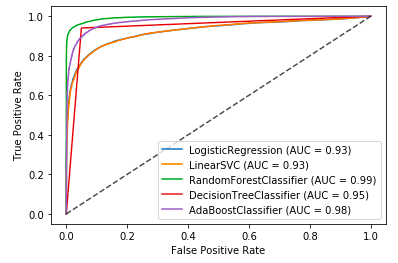 1.0
0.8
0.6
0.4
0.2
0.0
True Positive Rate
LogisticRegression (AUC = 0.93)
LinearSVC (AUC = 0.93)
RandomForestClassifier (AUC = 0.99)
DecisionTreeClassifier (AUC = 0.95)
AdaBoostClassifier (AUC = 0.98)
0.0 0.2 0.4 0.6 0.8 1.0
False Positive Rate